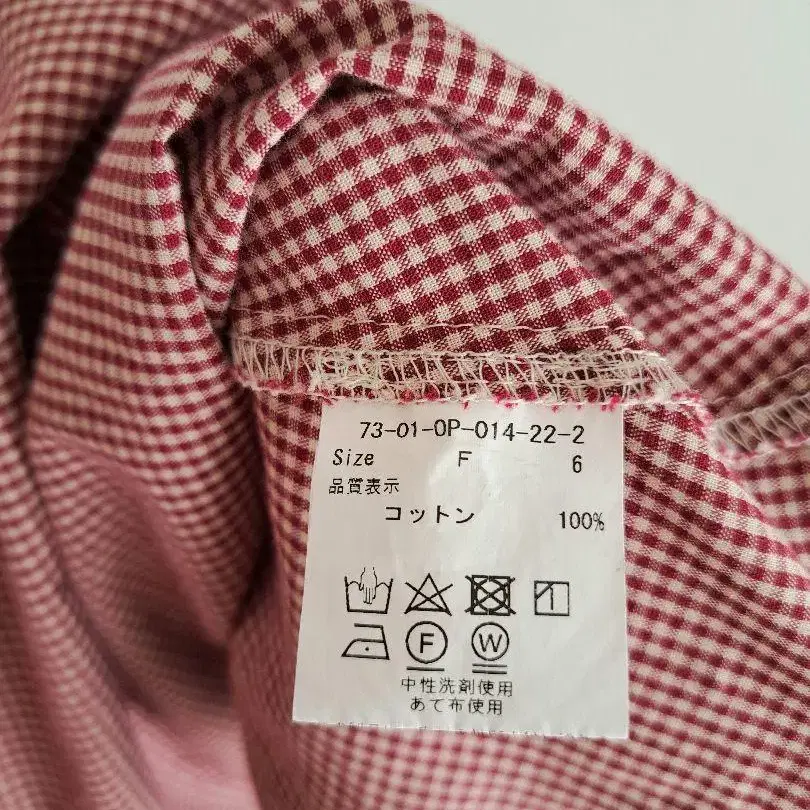 73-01-OP-014-22-2
Size F 6
品質表示
コットン 100%
F W
中性洗剤使用
あて布使用